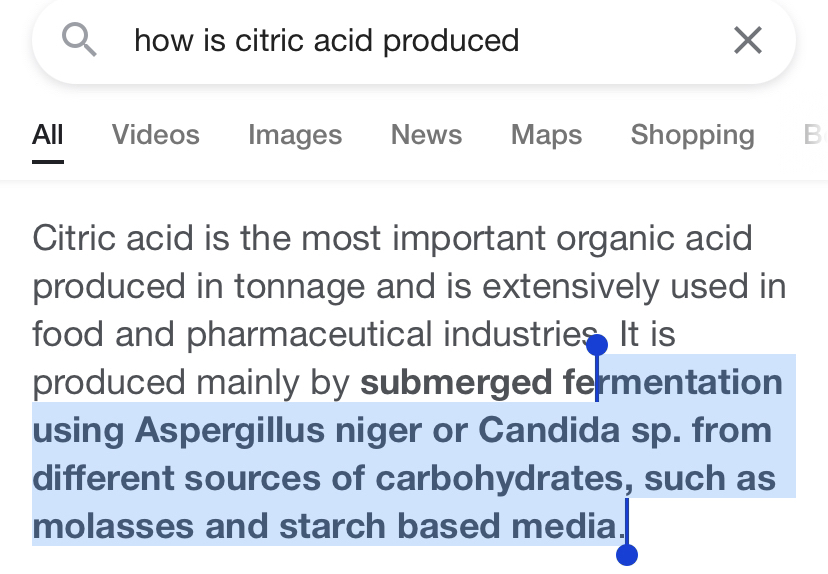 how is citric acid produced
All Videos Images News Maps Shopping
Citric acid is the most important organic acid
produced in tonnage and is extensively used in
food and pharmaceutical industries. It is
produced mainly by submerged fermentation
using Aspergillus niger or Candida sp. from
different sources of carbohydrates, such as
molasses and starch based media.